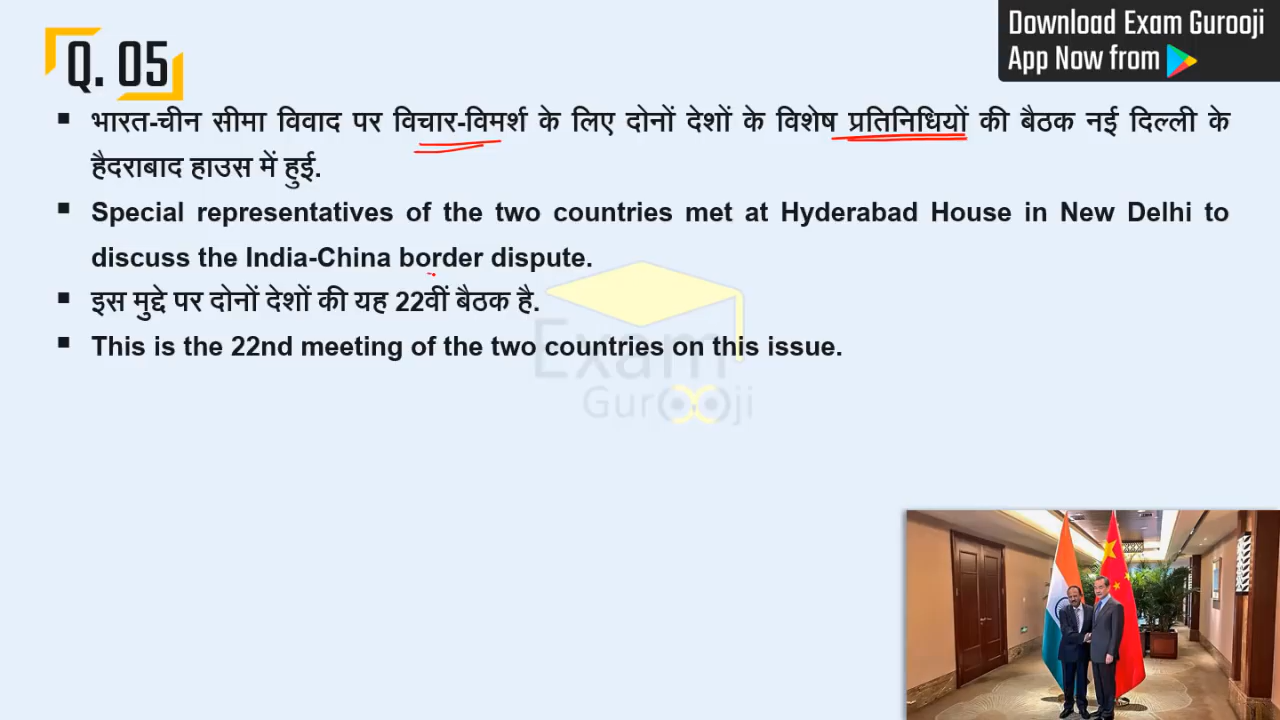 Download Exam Gurooji
App Now from
Q. 05
भारत-चीन सीमा विवाद पर विचार-विमर्श के लिए दोनों देशों के विशेष प्रतिनिधियों की बैठक नई दिल्ली के
हैदराबाद हाउस में हुई.
Special representatives of the two countries met at Hyderabad House in New Delhi to
discuss the India-China border dispute.
इस मुद्दे पर दोनों देशों की यह 22वीं बैठक है.
This is the 22nd meeting of the two countries on this issue.
Exam
Gurooji